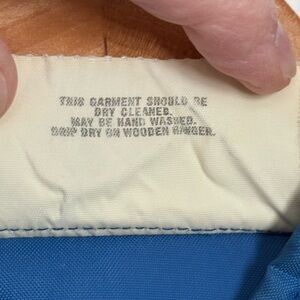 THIS GARMENT SHOULD BE
DRY CLEANED.
MAY BE HAND WASHED.
DRIP DRY ON WOODEN HANGER.